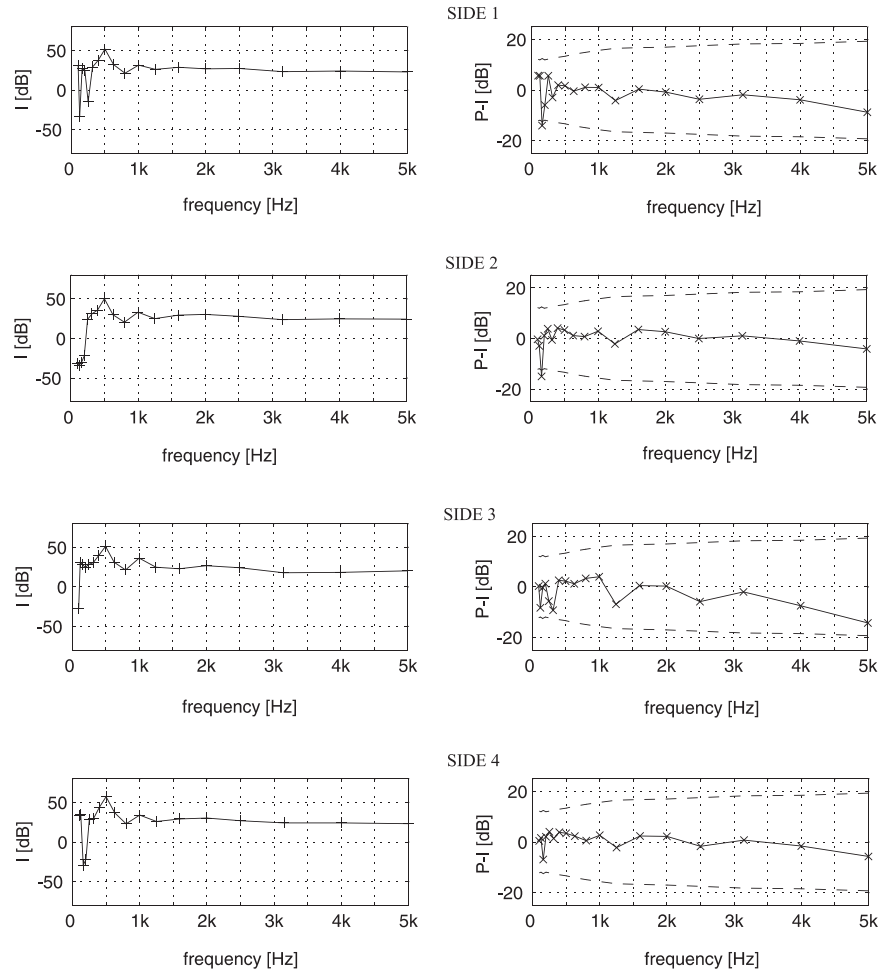 SIDE 1
50
0
-50
I [dB]
0 1k 2k 3k 4k 5k
frequency [Hz]
20
0
-20
P-I [dB]
0 1k 2k 3k 4k 5k
frequency [Hz]
SIDE 2
50
0
-50
I [dB]
0 1k 2k 3k 4k 5k
frequency [Hz]
20
0
-20
P-I [dB]
0 1k 2k 3k 4k 5k
frequency [Hz]
SIDE 3
50
0
-50
I [dB]
0 1k 2k 3k 4k 5k
frequency [Hz]
20
0
-20
P-I [dB]
0 1k 2k 3k 4k 5k
frequency [Hz]
SIDE 4
50
0
-50
I [dB]
0 1k 2k 3k 4k 5k
frequency [Hz]
20
0
-20
P-I [dB]
0 1k 2k 3k 4k 5k
frequency [Hz]